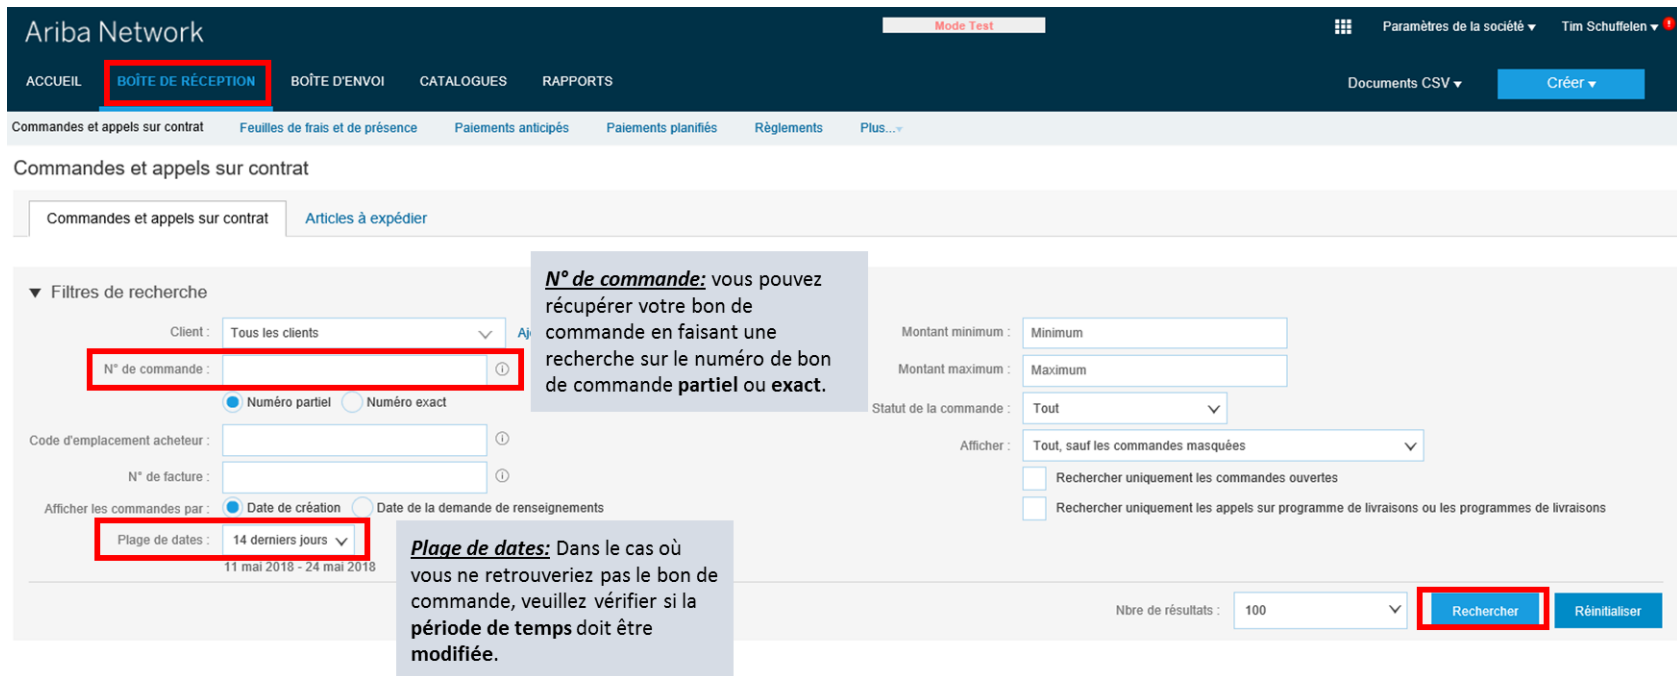 Ariba Network
Mode Test
Paramètres de la société
Tim Schuffelen
!
ACCUEIL
BOÎTE DE RÉCEPTION
BOÎTE D'ENVOI
CATALOGUES
RAPPORTS
Documents CSV
Créer
Commandes et appels sur contrat
Feuilles de frais et de présence
Paiements anticipés
Paiements planifiés
Règlements
Plus...
Commandes et appels sur contrat
Commandes et appels sur contrat
Articles à expédier
Filtres de recherche
Client :
Tous les clients
N° de commande :
Numéro partiel
Numéro exact
Code d'emplacement acheteur :
N° de facture :
Afficher les commandes par :
Date de création
Date de la demande de renseignements
Plage de dates :
14 derniers jours
11 mai 2018 - 24 mai 2018
N° de commande: vous pouvez
récupérer votre bon de
commande en faisant une
recherche sur le numéro de bon
de commande partiel ou exact.
Plage de dates: Dans le cas où
vous ne retrouveriez pas le bon de
commande, veuillez vérifier si la
période de temps doit être
modifiée.
Montant minimum :
Minimum
Montant maximum :
Maximum
Statut de la commande :
Tout
Afficher :
Tout, sauf les commandes masquées
Rechercher uniquement les commandes ouvertes
Rechercher uniquement les appels sur programme de livraisons ou les programmes de livraisons
Nbre de résultats :
100
Rechercher
Réinitialiser